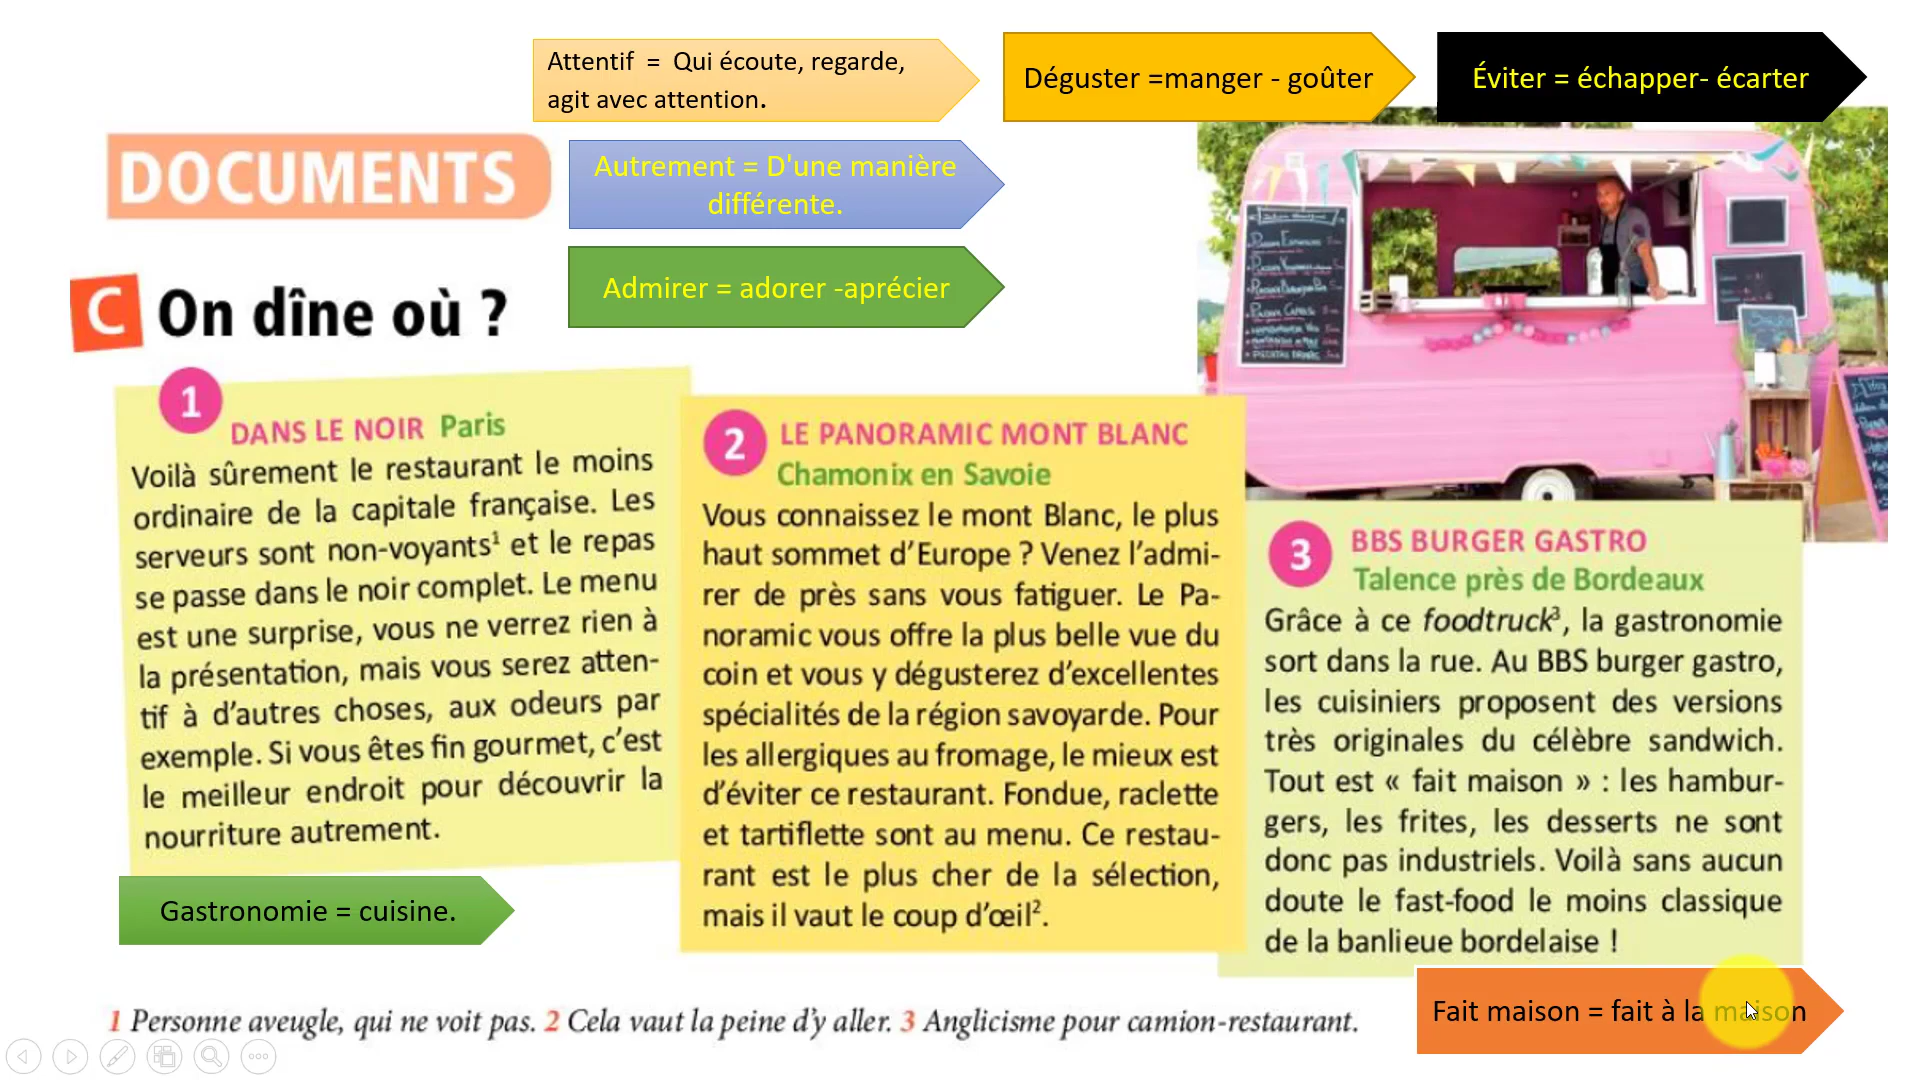 Attentif = Qui écoute, regarde,
agit avec attention.
Déguster =manger - goûter
Éviter = échapper- écarter
DOCUMENTS
Autrement = D'une manière
différente.
Admirer = adorer -aprécier
C On dîne où ?
1
DANS LE NOIR Paris
Voilà sûrement le restaurant le moins
ordinaire de la capitale française. Les
serveurs sont non-voyants¹ et le repas
se passe dans le noir complet. Le menu
est une surprise, vous ne verrez rien à
la présentation, mais vous serez atten-
tif à d'autres choses, aux odeurs par
exemple. Si vous êtes fin gourmet, c'est
le meilleur endroit pour découvrir la
nourriture autrement.
2
LE PANORAMIC MONT BLANC
Chamonix en Savoie
Vous connaissez le mont Blanc, le plus
haut sommet d'Europe ? Venez l'admi-
rer de près sans vous fatiguer. Le Pa-
noramic vous offre la plus belle vue du
coin et vous y dégusterez d'excellentes
spécialités de la région savoyarde. Pour
les allergiques au fromage, le mieux est
d'éviter ce restaurant. Fondue, raclette
et tartiflette sont au menu. Ce restau-
rant est le plus cher de la sélection,
mais il vaut le coup d'œil².
3
BBS BURGER GASTRO
Talence près de Bordeaux
Grâce à ce foodtruck³, la gastronomie
sort dans la rue. Au BBS burger gastro,
les cuisiniers proposent des versions
très originales du célèbre sandwich.
Tout est « fait maison » : les hambur-
gers, les frites, les desserts ne sont
donc pas industriels. Voilà sans aucun
doute le fast-food le moins classique
de la banlieue bordelaise !
Gastronomie = cuisine.
Fait maison = fait à la maison
1 Personne aveugle, qui ne voit pas. 2 Cela vaut la peine d'y aller. 3 Anglicisme pour camion-restaurant.